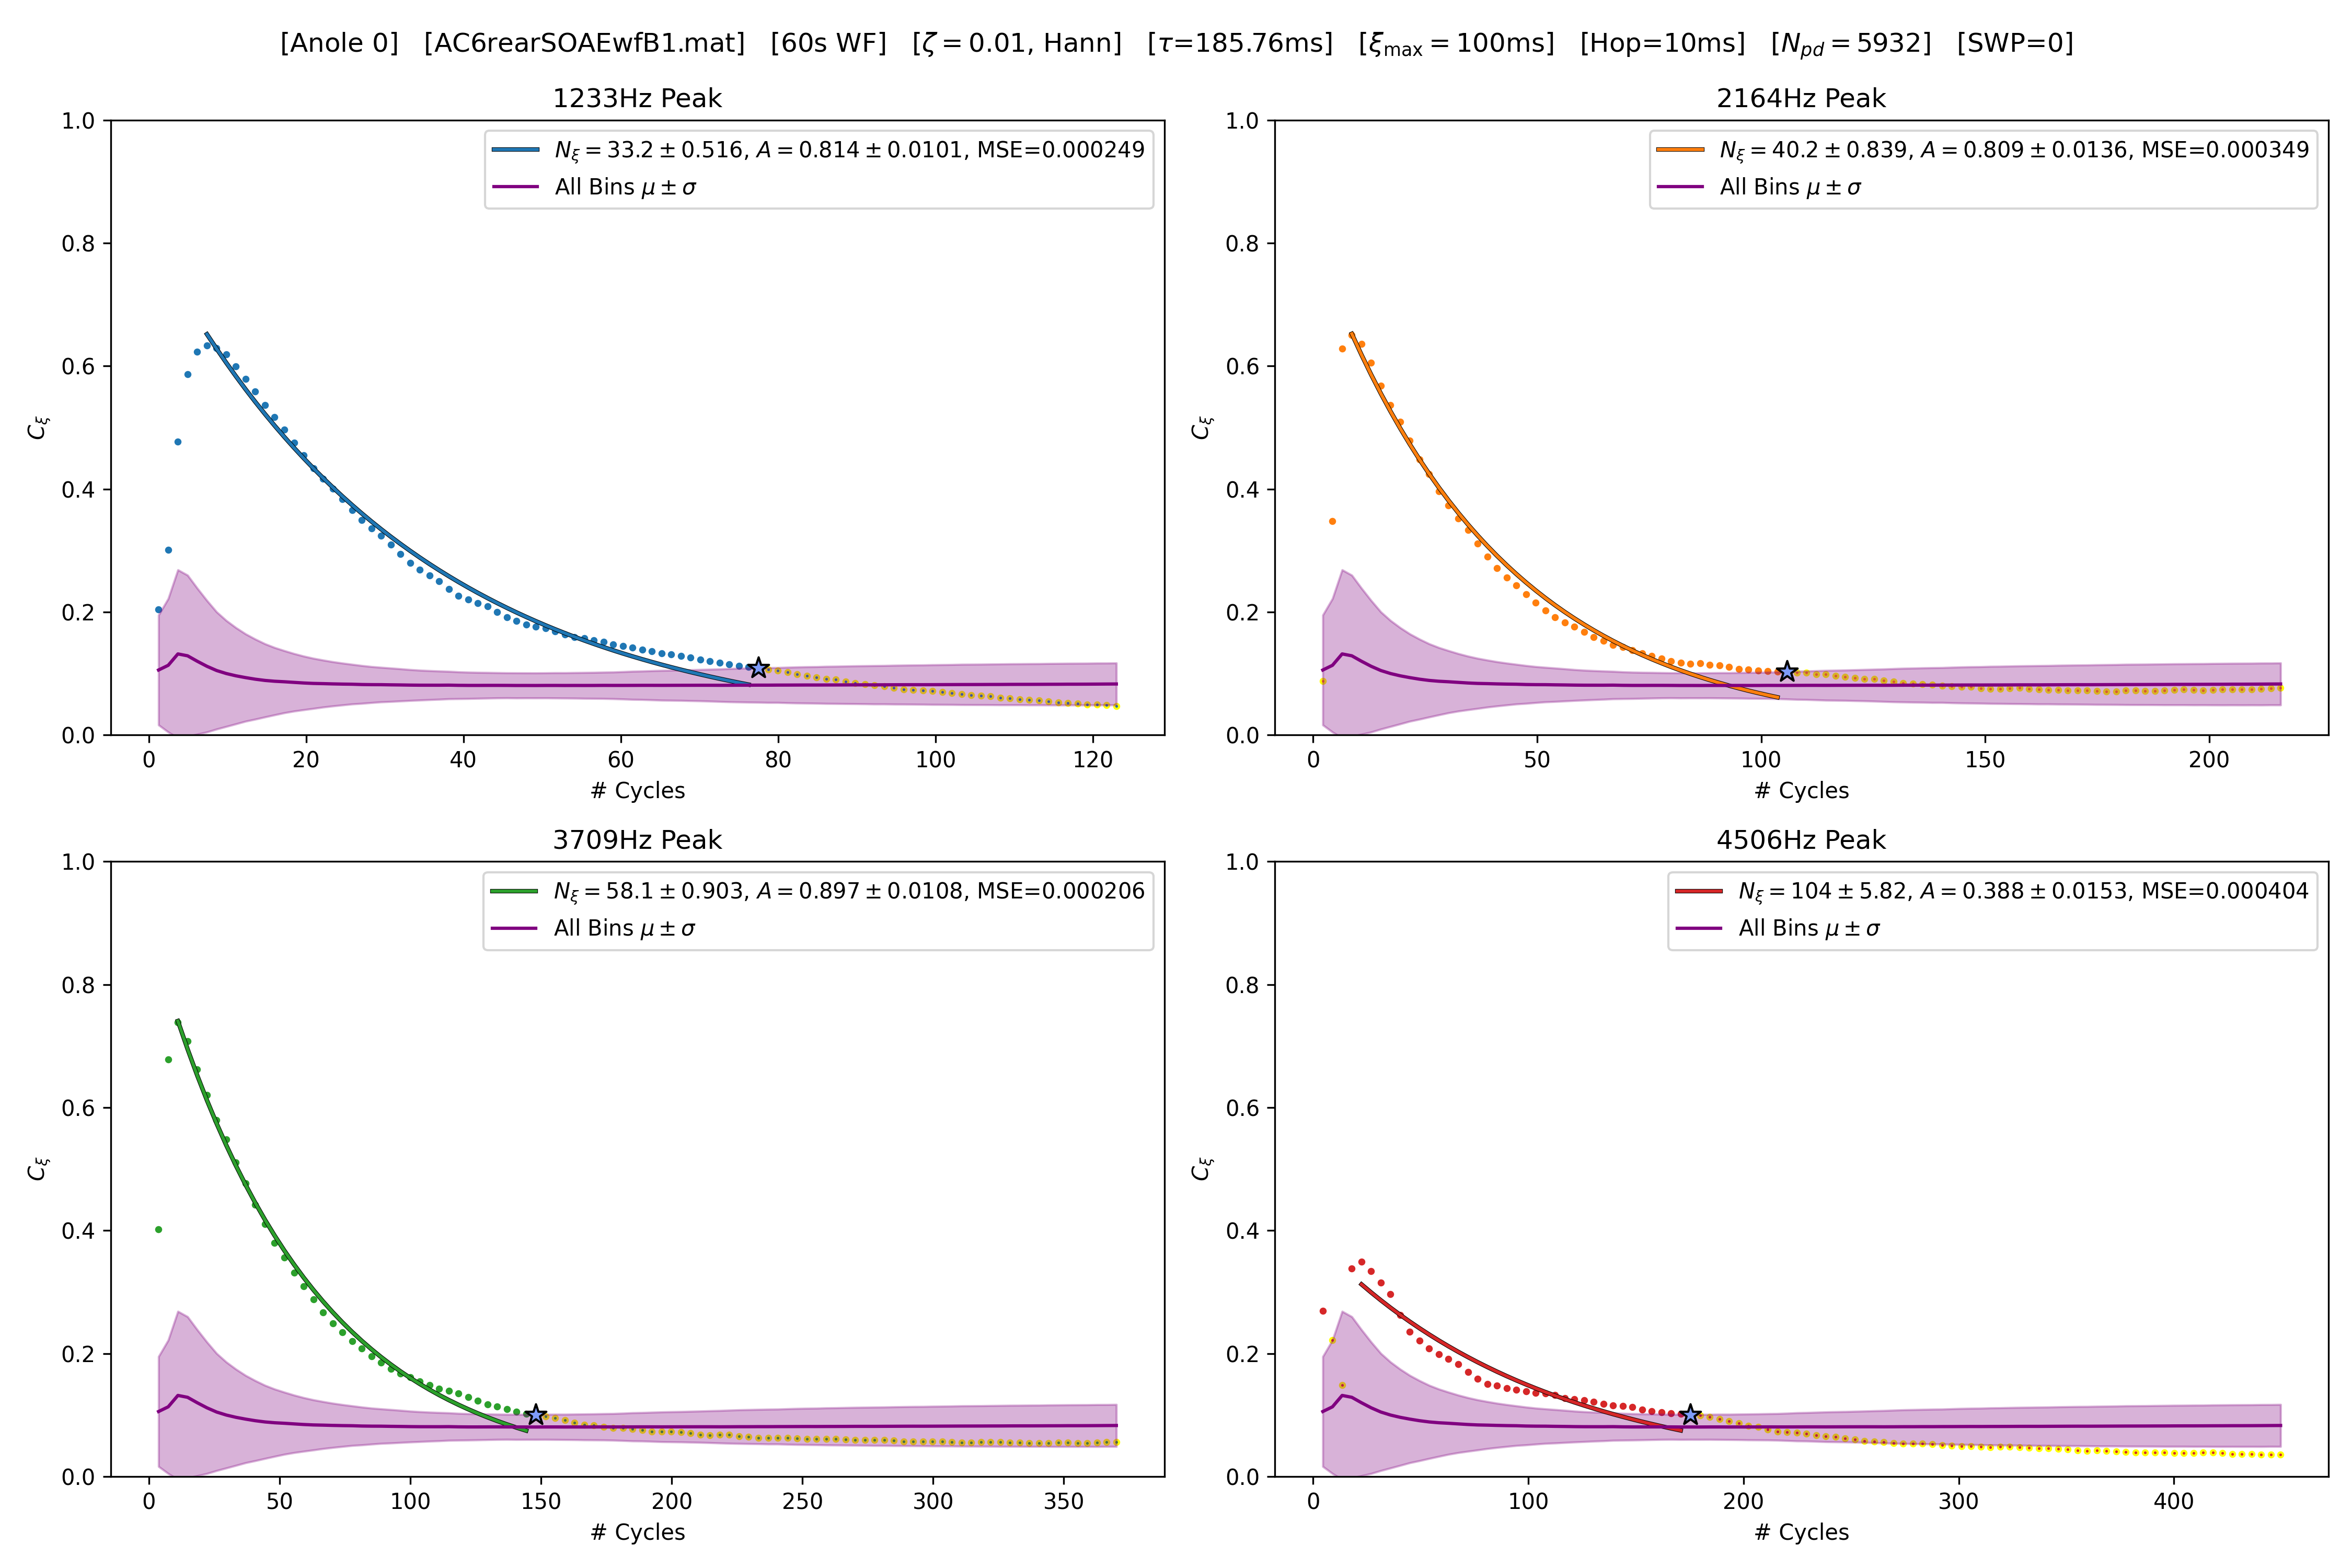 [Anole 0] [AC6rearSOAEwfB1.mat] [60s WF] [ζ = 0.01, Hann] [τ=185.76ms] [ξmax = 100ms] [Hop=10ms] [Npd = 5932] [SWP=0]
1233Hz Peak
Nξ = 33.2 ± 0.516, A = 0.814 ± 0.0101, MSE=0.000249
All Bins μ ± σ
1.0
0.8
0.6
0.4
0.2
0.0
Cξ
0 20 40 60 80 100 120
# Cycles
2164Hz Peak
Nξ = 40.2 ± 0.839, A = 0.809 ± 0.0136, MSE=0.000349
All Bins μ ± σ
1.0
0.8
0.6
0.4
0.2
0.0
Cξ
0 50 100 150 200
# Cycles
3709Hz Peak
Nξ = 58.1 ± 0.903, A = 0.897 ± 0.0108, MSE=0.000206
All Bins μ ± σ
1.0
0.8
0.6
0.4
0.2
0.0
Cξ
0 50 100 150 200 250 300 350
# Cycles
4506Hz Peak
Nξ = 104 ± 5.82, A = 0.388 ± 0.0153, MSE=0.000404
All Bins μ ± σ
1.0
0.8
0.6
0.4
0.2
0.0
Cξ
0 100 200 300 400
# Cycles